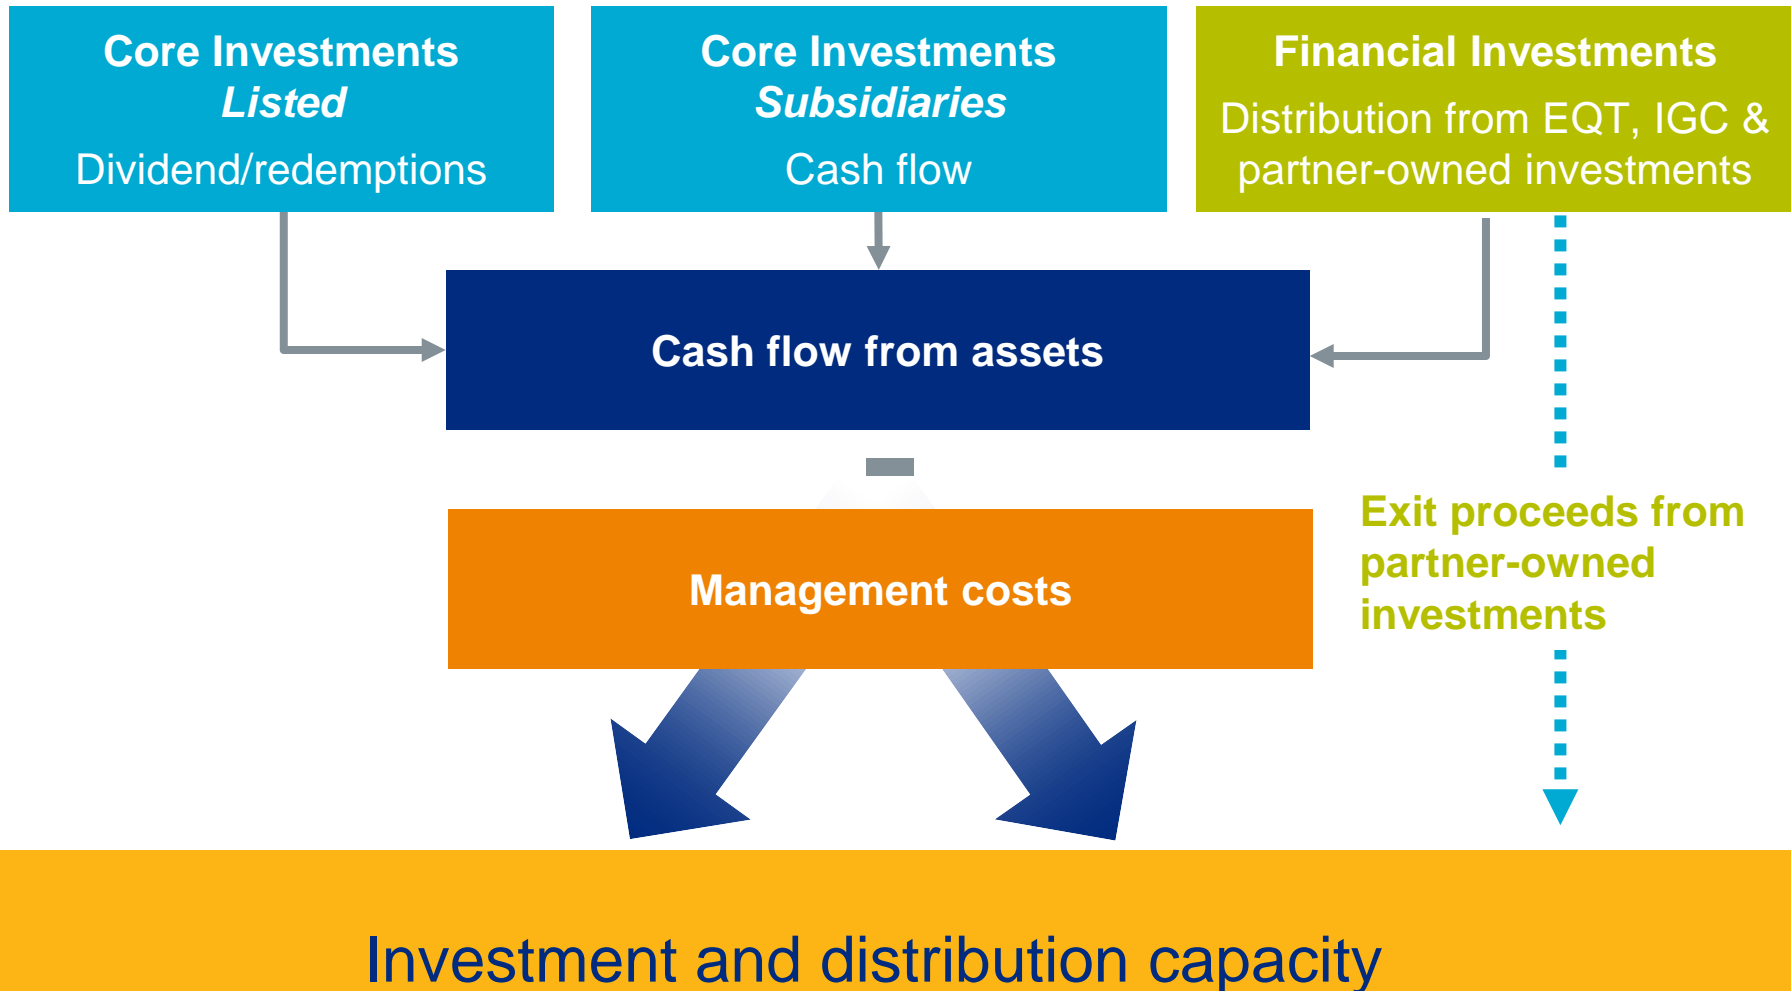 Core Investments
Listed
Dividend/redemptions
Core Investments
Subsidiaries
Cash flow
Financial Investments
Distribution from EQT, IGC &
partner-owned investments
Cash flow from assets
Management costs
Exit proceeds from
partner-owned
investments
Investment and distribution capacity